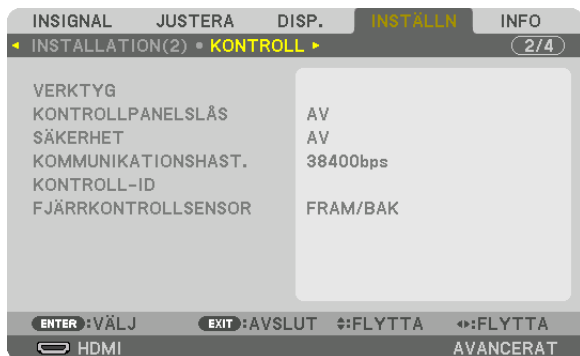 INSIGNAL JUSTERA DISP. INSTÄLLN INFO
◄ INSTALLATION(2) • KONTROLL ► 2/4
VERKTYG
KONTROLLPANELSLÅS AV
SÄKERHET AV
KOMMUNIKATIONSHAST. 38400bps
KONTROLL-ID
FJÄRRKONTROLLSENSOR FRAM/BAK
ENTER :VÄLJ EXIT :AVSLUT ♦:FLYTTA ◄►:FLYTTA
HDMI AVANCERAT